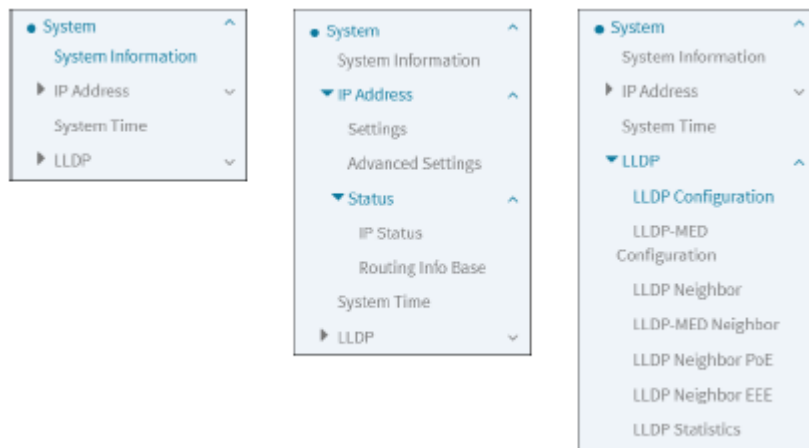 System
System Information
IP Address
System Time
LLDP
System
System Information
IP Address
Settings
Advanced Settings
Status
IP Status
Routing Info Base
System Time
LLDP
System
System Information
IP Address
System Time
LLDP
LLDP Configuration
LLDP-MED
Configuration
LLDP Neighbor
LLDP-MED Neighbor
LLDP Neighbor PoE
LLDP Neighbor EEE
LLDP Statistics